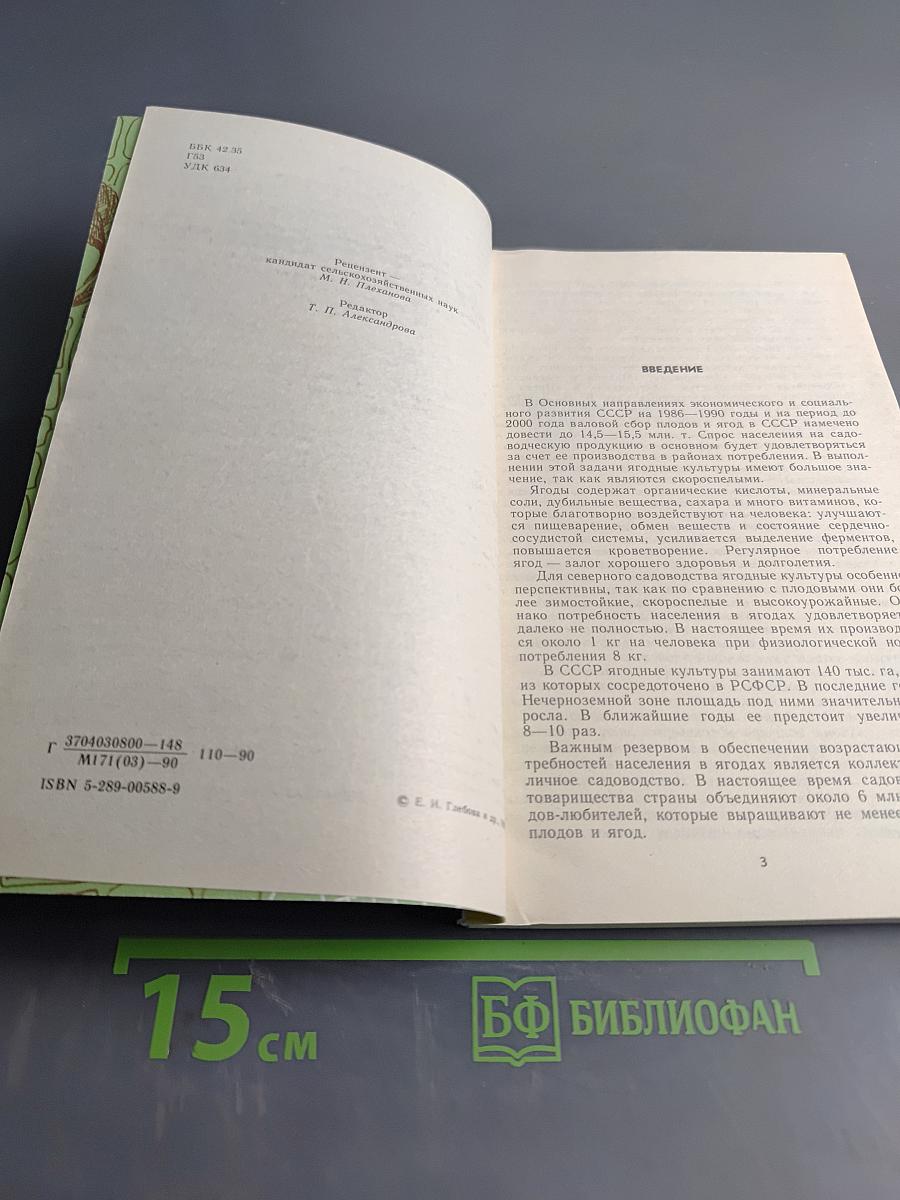 ББК 42.35
Г53
УДК 634
Рецензент —
кандидат сельскохозяйственных наук
М. Н. Плеханова
Редактор
Т. П. Александрова
Г 3704030800—148
М171(03)—90
110—90
ISBN 5-289-00588-9
© Е. И. Глебова и др.
ВВЕДЕНИЕ
В Основных направлениях экономического и социаль-
ного развития СССР на 1986—1990 годы и на период до
2000 года валовой сбор плодов и ягод в СССР намечено
довести до 14,5—15,5 млн. т. Спрос населения на садо-
водческую продукцию в основном будет удовлетворяться
за счет ее производства в районах потребления. В выпол-
нении этой задачи ягодные культуры имеют большое зна-
чение, так как являются скороспелыми.
Ягоды содержат органические кислоты, минеральные
соли, дубильные вещества, сахара и много витаминов, ко-
торые благотворно воздействуют на человека: улучшают-
ся пищеварение, обмен веществ и состояние сердечно-
сосудистой системы, усиливается выделение ферментов,
повышается кроветворение. Регулярное потребление
ягод — залог хорошего здоровья и долголетия.
Для северного садоводства ягодные культуры особенно
перспективны, так как по сравнению с плодовыми они бо
лее зимостойкие, скороспелые и высокоурожайные. О
нако потребность населения в ягодах удовлетворяет
далеко не полностью. В настоящее время их производ
ся около 1 кг на человека при физиологической но
потребления 8 кг.
В СССР ягодные культуры занимают 140 тыс. га,
из которых сосредоточено в РСФСР. В последние го
Нечерноземной зоне площадь под ними значительн
росла. В ближайшие годы ее предстоит увели
8—10 раз.
Важным резервом в обеспечении возрастаю
требностей населения в ягодах является коллек
личное садоводство. В настоящее время садов
товарищества страны объединяют около 6 млн
дов-любителей, которые выращивают не менее
плодов и ягод.
3
15 см
БФ БИБЛИОФАН